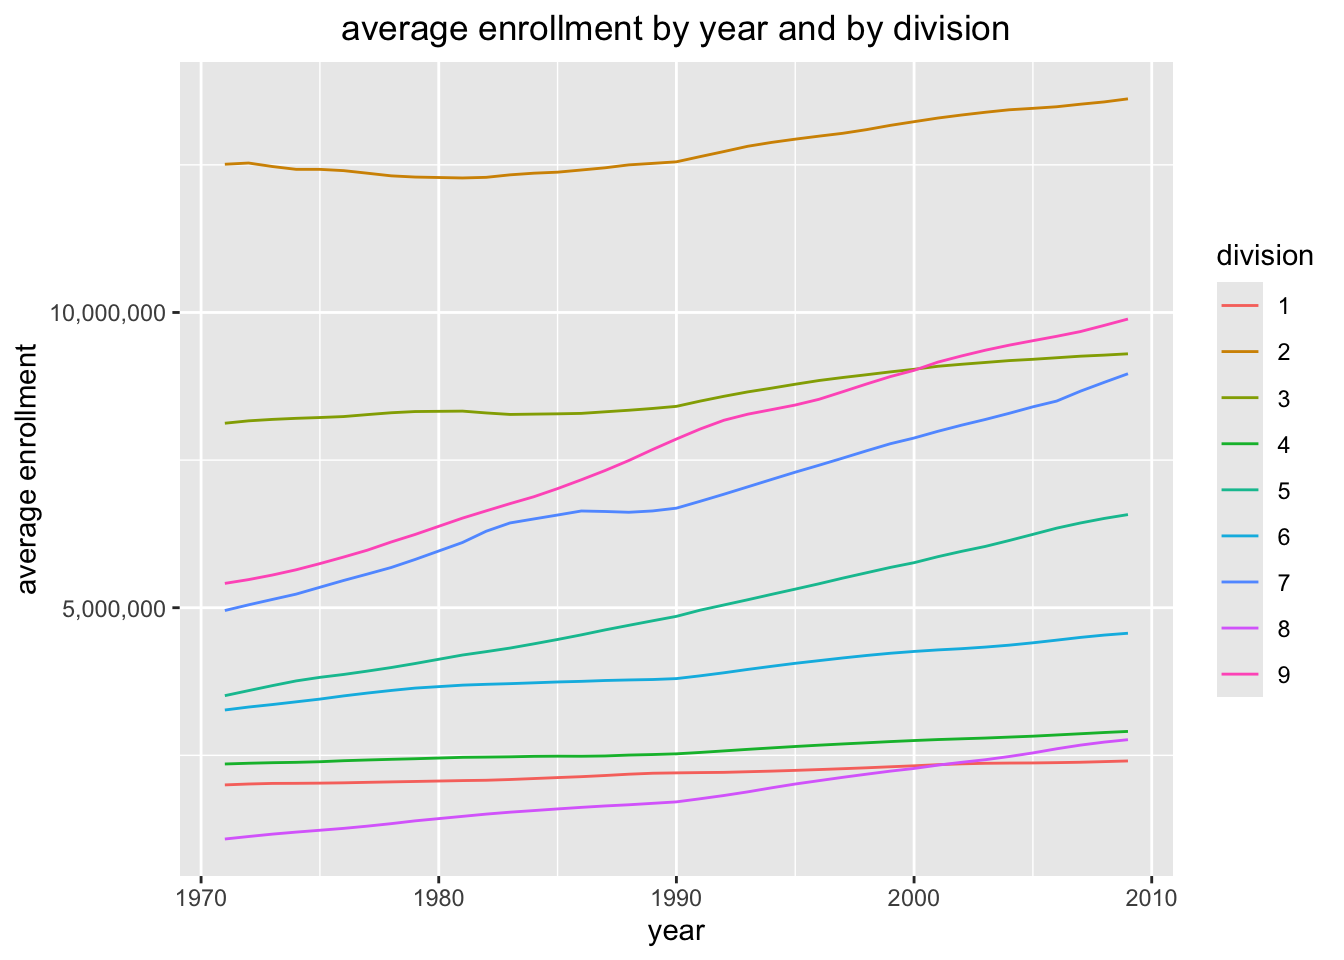 average enrollment by year and by division
10,000,000
5,000,000
average enrollment
1970 1980 1990 2000 2010
year
division
1
2
3
4
5
6
7
8
9